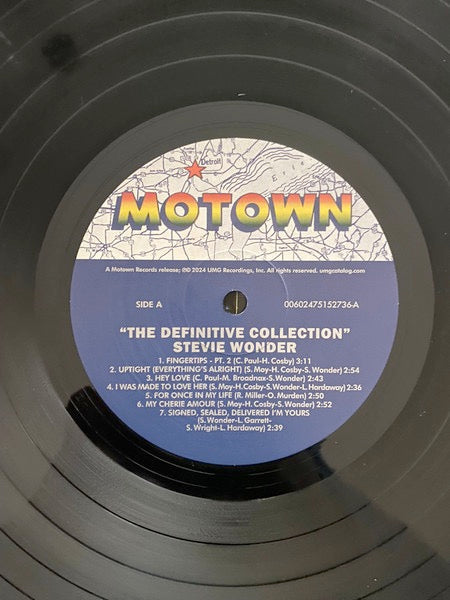 Detroit
Erie
MOTOWN
A Motown Records release; ℗© 2024 UMG Recordings, Inc. All rights reserved. umgcatalog.com
SIDE A
00602475152736-A
“THE DEFINITIVE COLLECTION”
STEVIE WONDER
1. FINGERTIPS - PT. 2 (C. Paul-H. Cosby) 3:11
2. UPTIGHT (EVERYTHING'S ALRIGHT) (S. Moy-H. Cosby-S. Wonder) 2:54
3. HEY LOVE (C. Paul-M. Broadnax-S.Wonder) 2:43
4. I WAS MADE TO LOVE HER (S. Moy-H.Cosby-S.Wonder-L. Hardaway) 2:36
5. FOR ONCE IN MY LIFE (R. Miller-O. Murden) 2:50
6. MY CHERIE AMOUR (S. Moy-H. Cosby-S. Wonder) 2:52
7. SIGNED, SEALED, DELIVERED I'M YOURS
(S.Wonder-L. Garrett-
S. Wright-L. Hardaway) 2:39